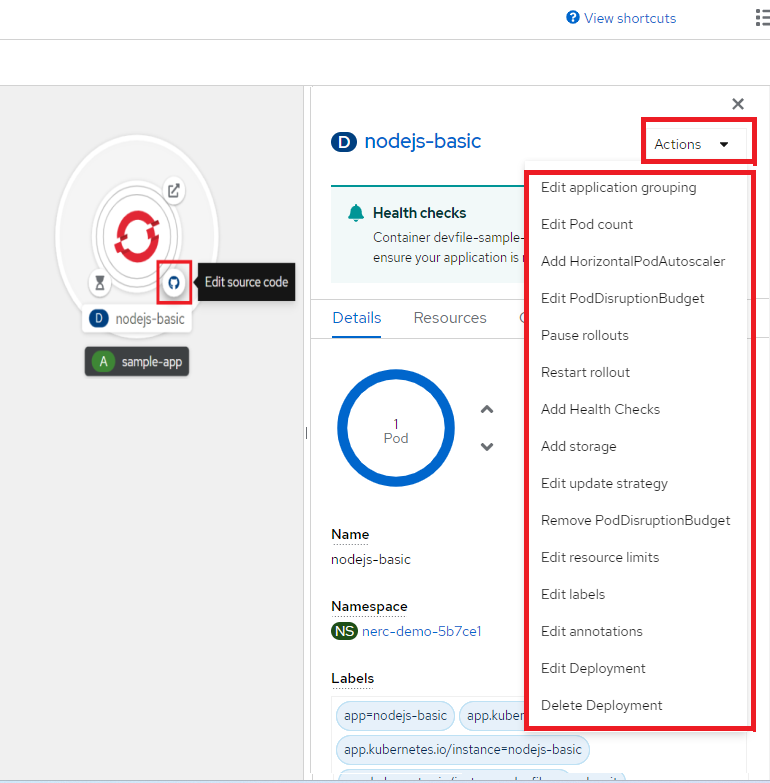 View shortcuts
D nodejs-basic
Actions
Health checks
Container devfile-sample-
ensure your application is
Details
Resources
1
Pod
Name
nodejs-basic
Namespace
NS nerc-demo-5b7ce1
Labels
app=nodejs-basic
app.kuber
app.kubernetes.io/instance=nodejs-basic
Edit application grouping
Edit Pod count
Add HorizontalPodAutoscaler
Edit PodDisruptionBudget
Pause rollouts
Restart rollout
Add Health Checks
Add storage
Edit update strategy
Remove PodDisruptionBudget
Edit resource limits
Edit labels
Edit annotations
Edit Deployment
Delete Deployment
Edit source code
D nodejs-basic
A sample-app